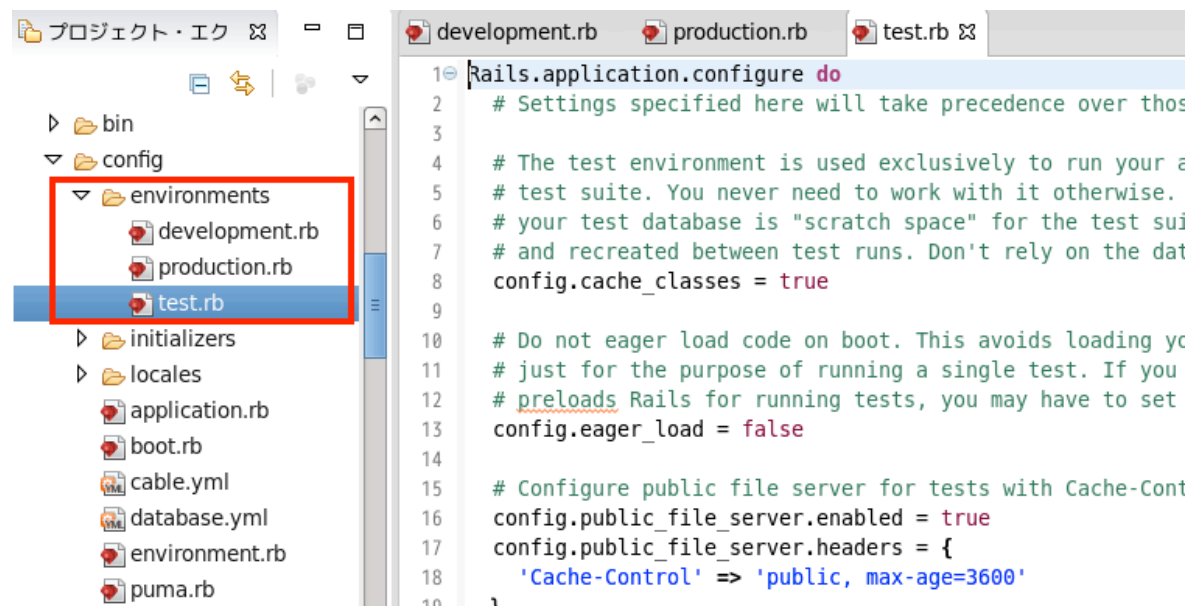 プロジェクト・エク
bin
config
environments
development.rb
production.rb
test.rb
initializers
locales
application.rb
boot.rb
cable.yml
database.yml
environment.rb
puma.rb
development.rb production.rb test.rb
1 Rails.application.configure do
2 # Settings specified here will take precedence over thos
3
4 # The test environment is used exclusively to run your a
5 # test suite. You never need to work with it otherwise.
6 # your test database is "scratch space" for the test sui
7 # and recreated between test runs. Don't rely on the dat
8 config.cache_classes = true
9
10 # Do not eager load code on boot. This avoids loading yo
11 # just for the purpose of running a single test. If you
12 # preloads Rails for running tests, you may have to set
13 config.eager_load = false
14
15 # Configure public file server for tests with Cache-Cont
16 config.public_file_server.enabled = true
17 config.public_file_server.headers = {
18 'Cache-Control' => 'public, max-age=3600'